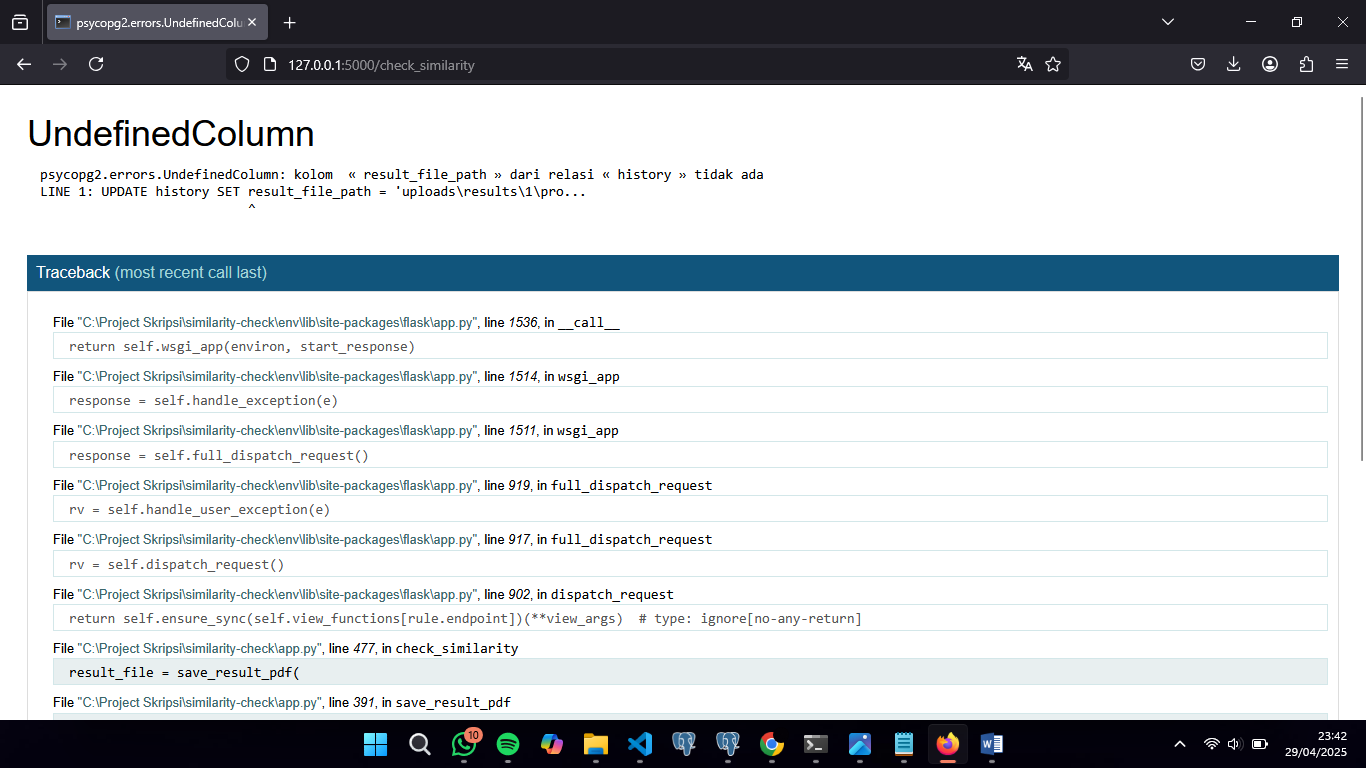 psycopg2.errors.UndefinedColu
127.0.0.1:5000/check_similarity
UndefinedColumn
psycopg2.errors.UndefinedColumn: kolom  « result_file_path » dari relasi « history » tidak ada
LINE 1: UPDATE history SET result_file_path = 'uploads\results\1\pro...
^
Traceback (most recent call last)
File "C:\Project Skripsi\similarity-check\env\lib\site-packages\flask\app.py", line 1536, in __call__
return self.wsgi_app(environ, start_response)
File "C:\Project Skripsi\similarity-check\env\lib\site-packages\flask\app.py", line 1514, in wsgi_app
response = self.handle_exception(e)
File "C:\Project Skripsi\similarity-check\env\lib\site-packages\flask\app.py", line 1511, in wsgi_app
response = self.full_dispatch_request()
File "C:\Project Skripsi\similarity-check\env\lib\site-packages\flask\app.py", line 919, in full_dispatch_request
rv = self.handle_user_exception(e)
File "C:\Project Skripsi\similarity-check\env\lib\site-packages\flask\app.py", line 917, in full_dispatch_request
rv = self.dispatch_request()
File "C:\Project Skripsi\similarity-check\env\lib\site-packages\flask\app.py", line 902, in dispatch_request
return self.ensure_sync(self.view_functions[rule.endpoint])(**view_args)  # type: ignore[no-any-return]
File "C:\Project Skripsi\similarity-check\app.py", line 477, in check_similarity
result_file = save_result_pdf(
File "C:\Project Skripsi\similarity-check\app.py", line 391, in save_result_pdf
10
23:42
29/04/2025